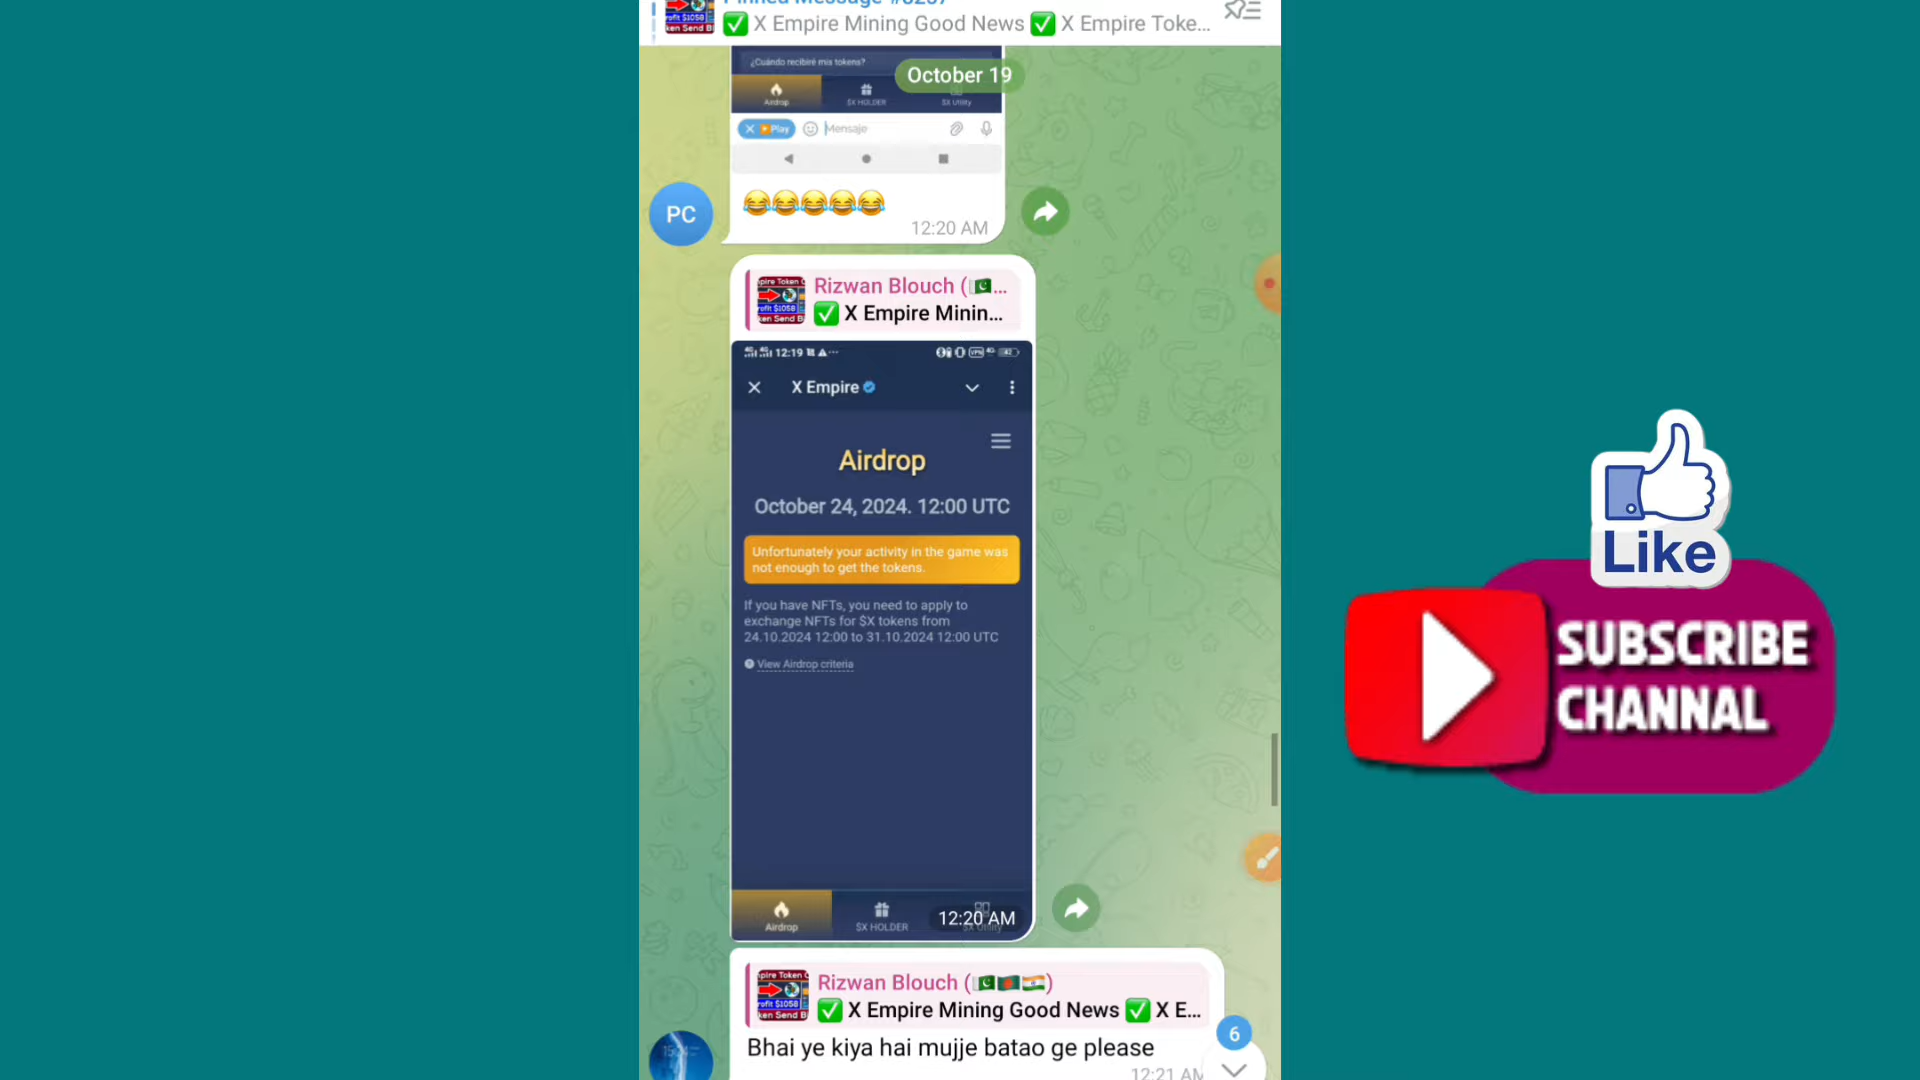 X Empire Mining Good News ✅ X Empire Toke...
¿Cuándo recibiré mis tokens?
October 19
Airdrop
$X HOLDER
$X Utility
Play
Mensaje
😂😂😂😂😂
PC
12:20 AM
Rizwan Blouch (🇵🇰...
✅ X Empire Minin...
12:19
X Empire
Airdrop
October 24, 2024. 12:00 UTC
Unfortunately your activity in the game was
not enough to get the tokens.
If you have NFTs, you need to apply to
exchange NFTs for $X tokens from
24.10.2024 12:00 to 31.10.2024 12:00 UTC
View Airdrop criteria
Airdrop
$X HOLDER
$X Utility
12:20 AM
Rizwan Blouch (🇵🇰🇧🇩🇮🇳)
✅ X Empire Mining Good News ✅ X E...
Bhai ye kiya hai mujje batao ge please
12:21 AM
6
Like
SUBSCRIBE
CHANNAL